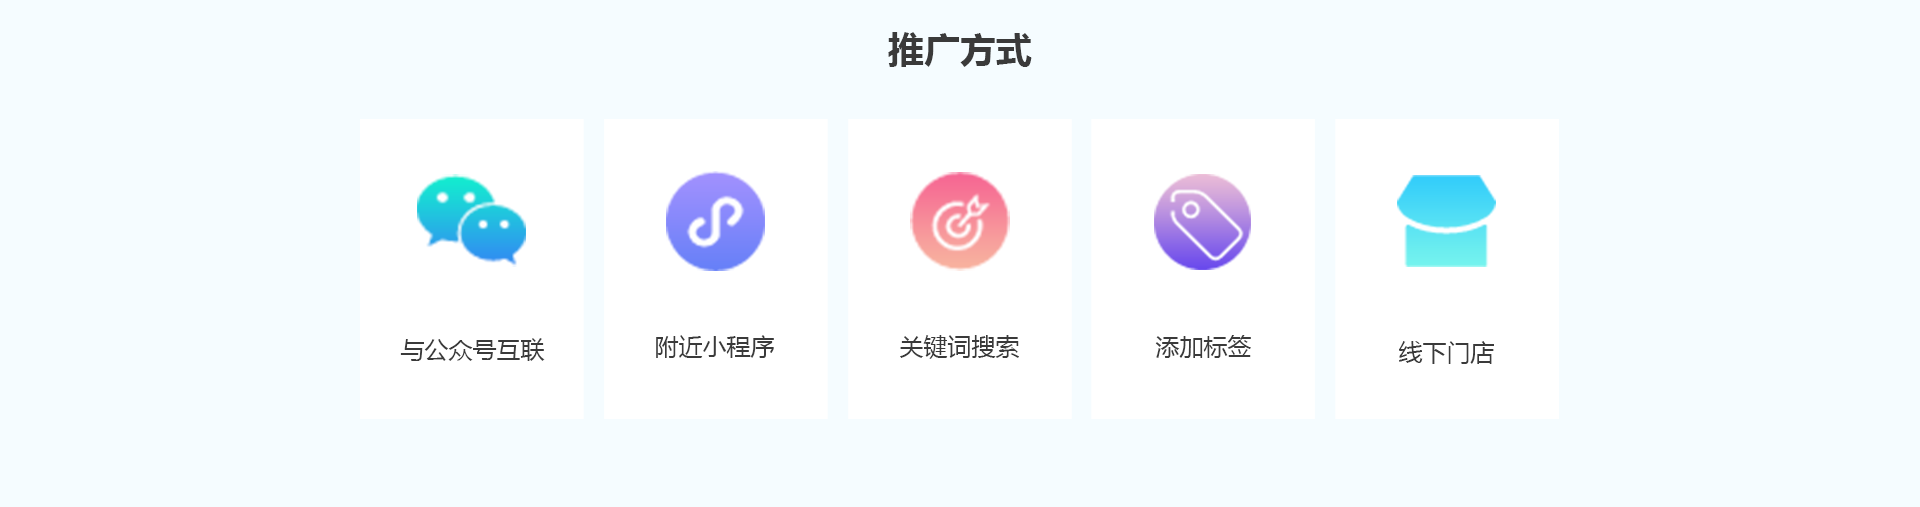 推广方式
与公众号互联
附近小程序
关键词搜索
添加标签
线下门店